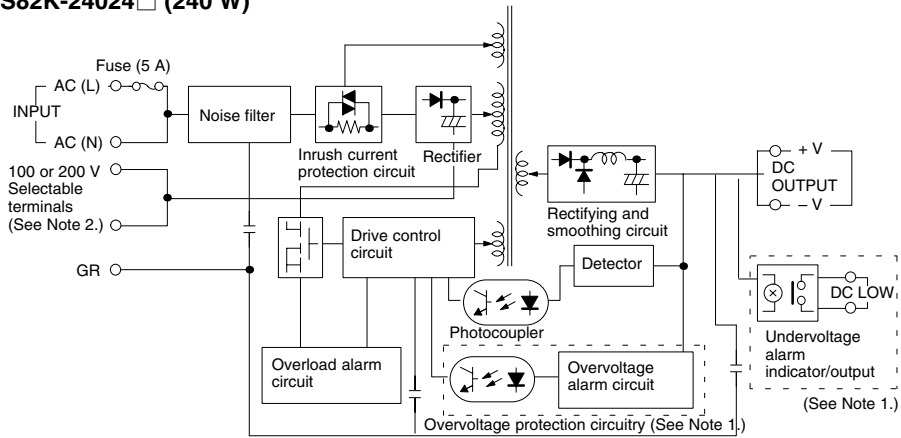 S82K-24024□ (240 W)
Fuse (5 A)
AC (L)
INPUT
AC (N)
Noise filter
Inrush current
protection circuit
Rectifier
100 or 200 V
Selectable
terminals
(See Note 2.)
GR
Drive control
circuit
Rectifying and
smoothing circuit
+ V
DC
OUTPUT
– V
Detector
Photocoupler
DC LOW
Undervoltage
alarm
indicator/output
(See Note 1.)
Overload alarm
circuit
Overvoltage
alarm circuit
Overvoltage protection circuitry (See Note 1.)